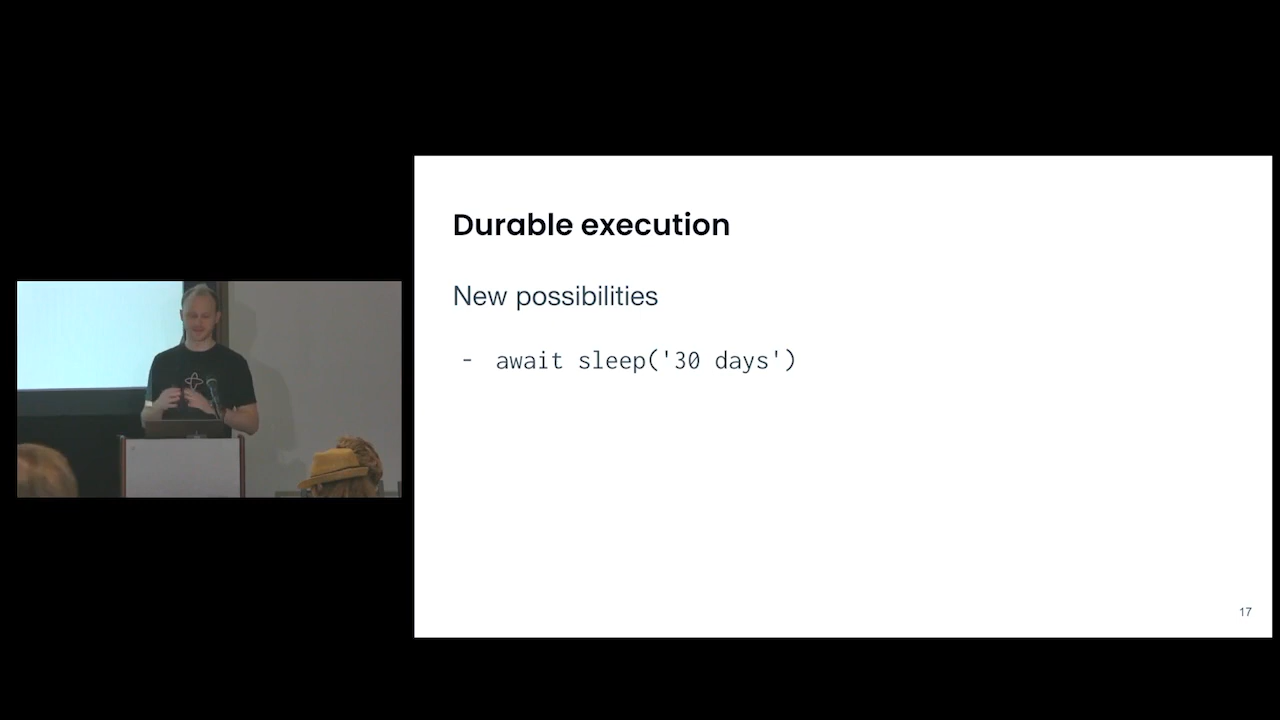 Durable execution
New possibilities
- await sleep('30 days')
17